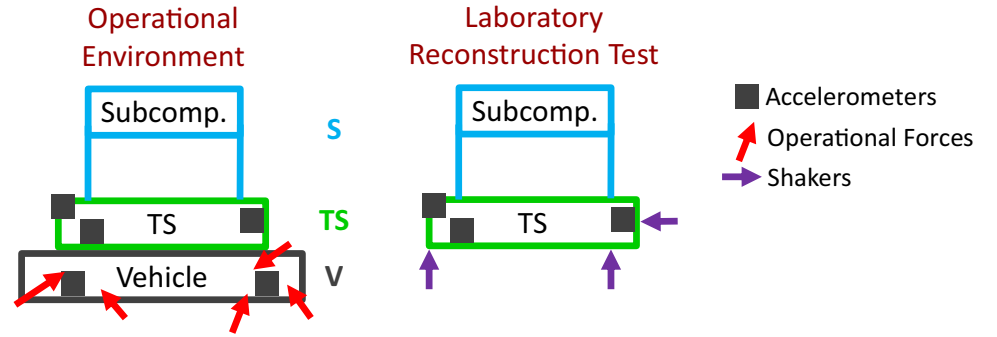 Operational
Environment
Subcomp.
S
TS
TS
Vehicle
V
Laboratory
Reconstruction Test
Subcomp.
TS
Accelerometers
Operational Forces
Shakers